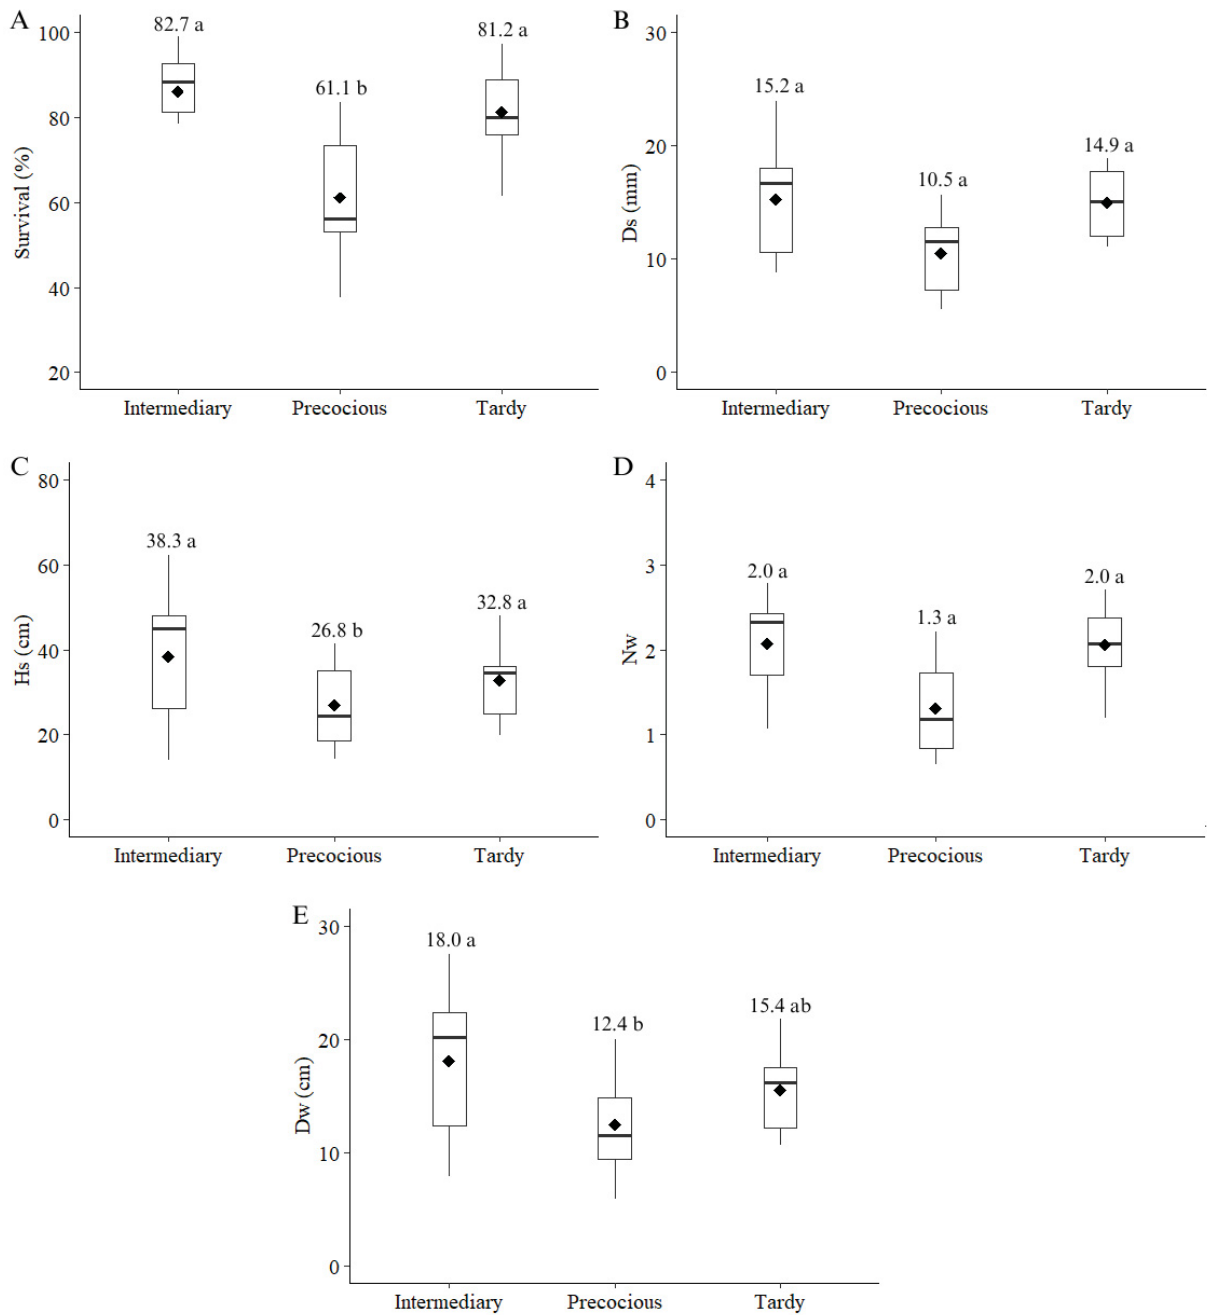 A
82.7 a
81.2 a
61.1 b
100
80
60
40
20
Survival (%)
Intermediary Precocious Tardy
B
15.2 a
14.9 a
10.5 a
30
20
10
0
Ds (mm)
Intermediary Precocious Tardy
C
38.3 a
32.8 a
26.8 b
80
60
40
20
0
Hs (cm)
Intermediary Precocious Tardy
D
2.0 a
2.0 a
1.3 a
4
3
2
1
0
Nw
Intermediary Precocious Tardy
E
18.0 a
15.4 ab
12.4 b
30
20
10
0
Dw (cm)
Intermediary Precocious Tardy